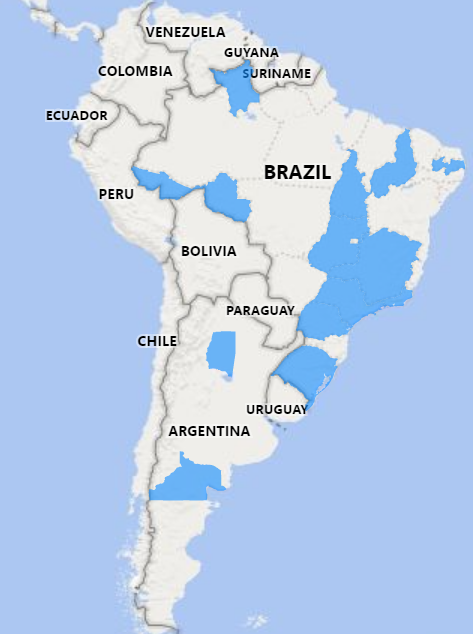 VENEZUELA
GUYANA
COLOMBIA
SURINAME
ECUADOR
BRAZIL
PERU
BOLIVIA
PARAGUAY
CHILE
URUGUAY
ARGENTINA